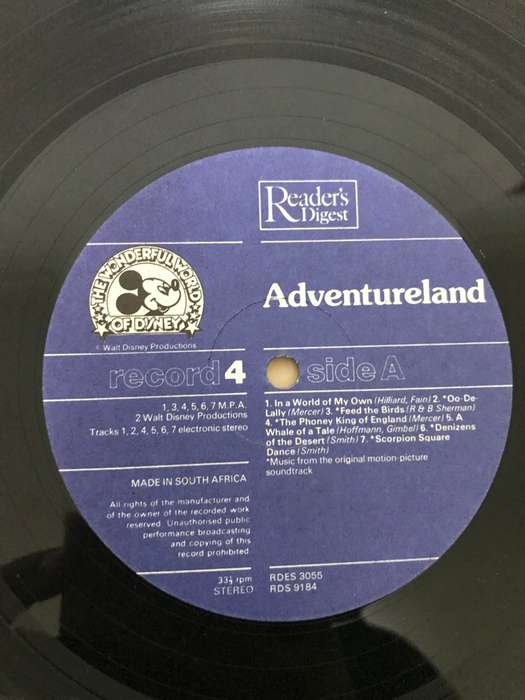 Reader's
Digest
THE WONDERFUL WORLD
OF DISNEY
© Walt Disney Productions
Adventureland
record 4
side A
1, 3, 4, 5, 6, 7 M.P.A.
2 Walt Disney Productions
Tracks 1, 2, 4, 5, 6, 7 electronic stereo
1. In a World of My Own (Hilliard, Fain) 2. *Oo-De-
Lally (Mercer) 3. *Feed the Birds (R & B Sherman)
4. *The Phoney King of England (Mercer) 5. A
Whale of a Tale (Hoffmann, Gimbel) 6. *Denizens
of the Desert (Smith) 7. *Scorpion Square
Dance (Smith)
*Music from the original motion-picture
soundtrack
MADE IN SOUTH AFRICA
All rights of the manufacturer and
of the owner of the recorded work
reserved. Unauthorised public
performance broadcasting
and copying of this
record prohibited
33⅓ rpm
STEREO
RDES 3055
RDS 9184